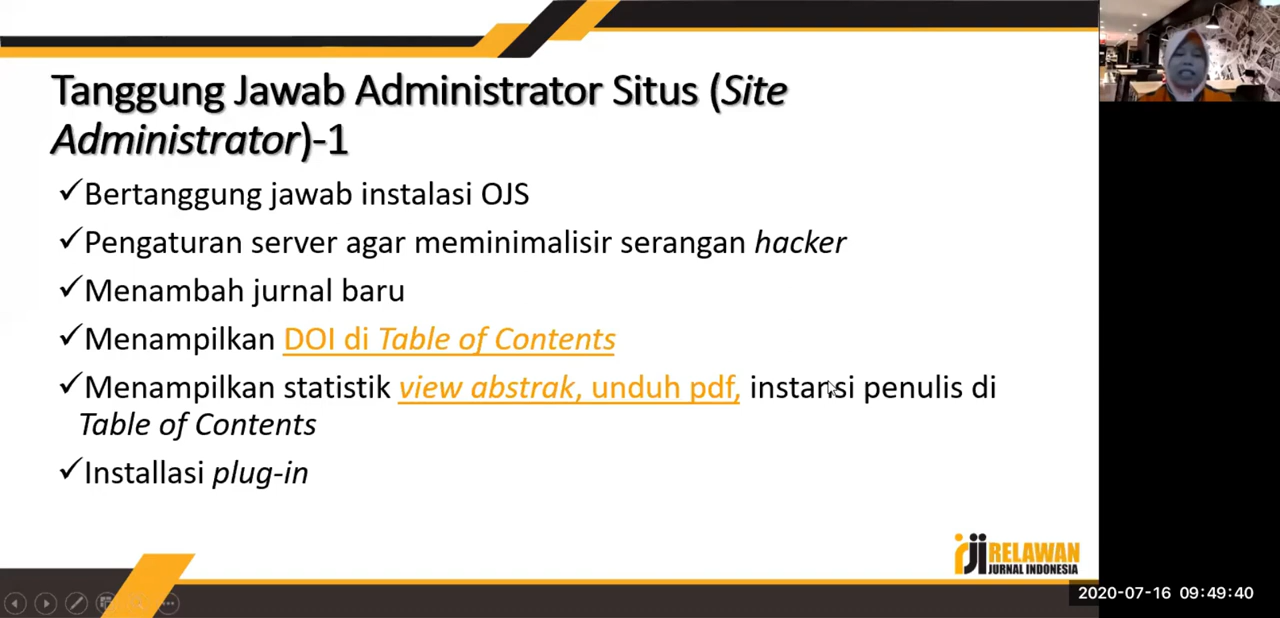 Tanggung Jawab Administrator Situs (Site
Administrator)-1
✓Bertanggung jawab instalasi OJS
✓Pengaturan server agar meminimalisir serangan hacker
✓Menambah jurnal baru
✓Menampilkan DOI di Table of Contents
✓Menampilkan statistik view abstrak, unduh pdf, instansi penulis di
Table of Contents
✓Installasi plug-in
rji RELAWAN
JURNAL INDONESIA
2020-07-16 09:49:40